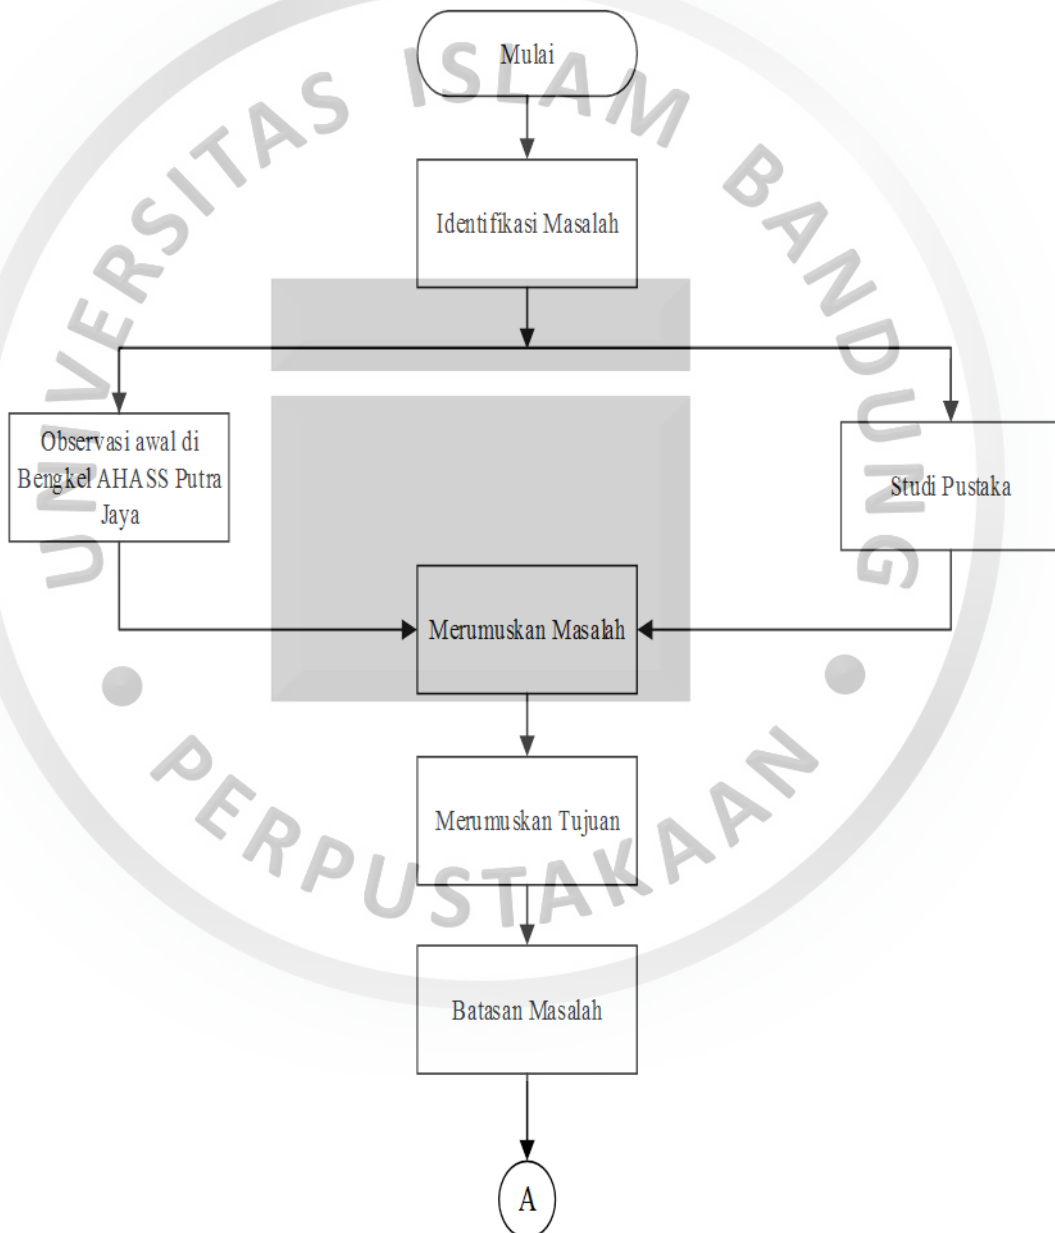 Mulai
UNIVERSITAS ISLAM BANDUNG
Identifikasi Masalah
Observasi awal di
Bengkel AHASS Putra
Jaya
Studi Pustaka
Merumuskan Masalah
Merumuskan Tujuan
PERPUSTAKAAN
Batasan Masalah
A